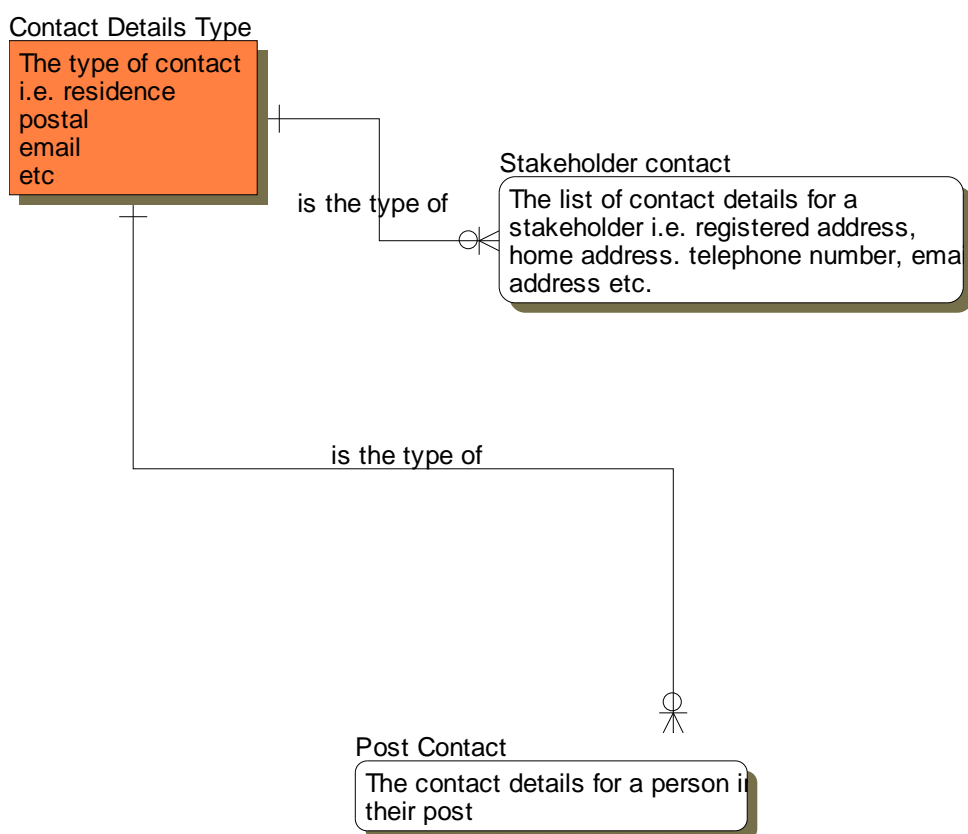 Contact Details Type
The type of contact
i.e. residence
postal
email
etc
is the type of
Stakeholder contact
The list of contact details for a
stakeholder i.e. registered address,
home address. telephone number, emai
address etc.
is the type of
Post Contact
The contact details for a person in
their post